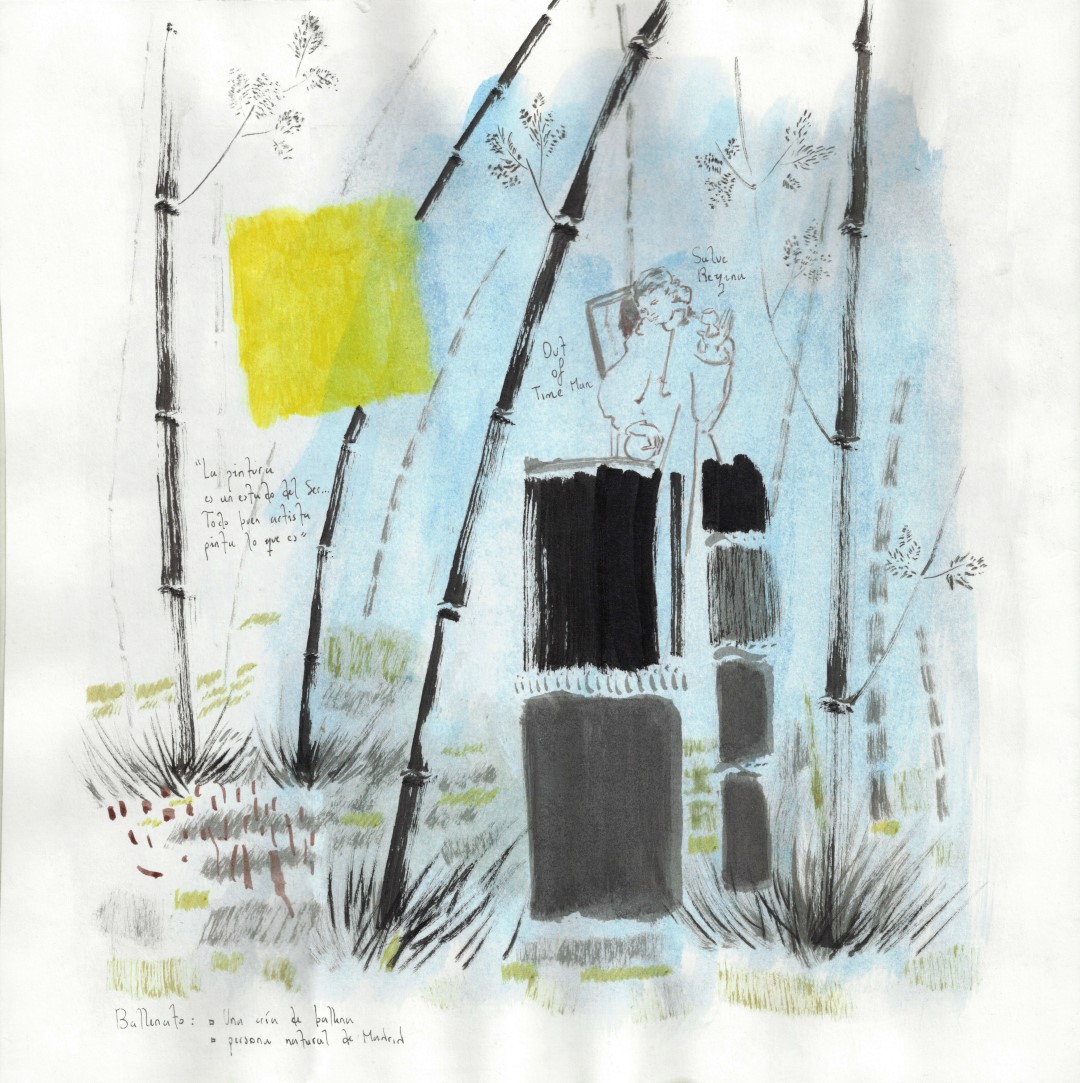 Salve
Regina
Out
of
Time Man
"La pintura
es un estado del Ser...
Todo buen artista
pinta lo que es"
Ballenato: Una cría de ballena
persona natural de Madrid